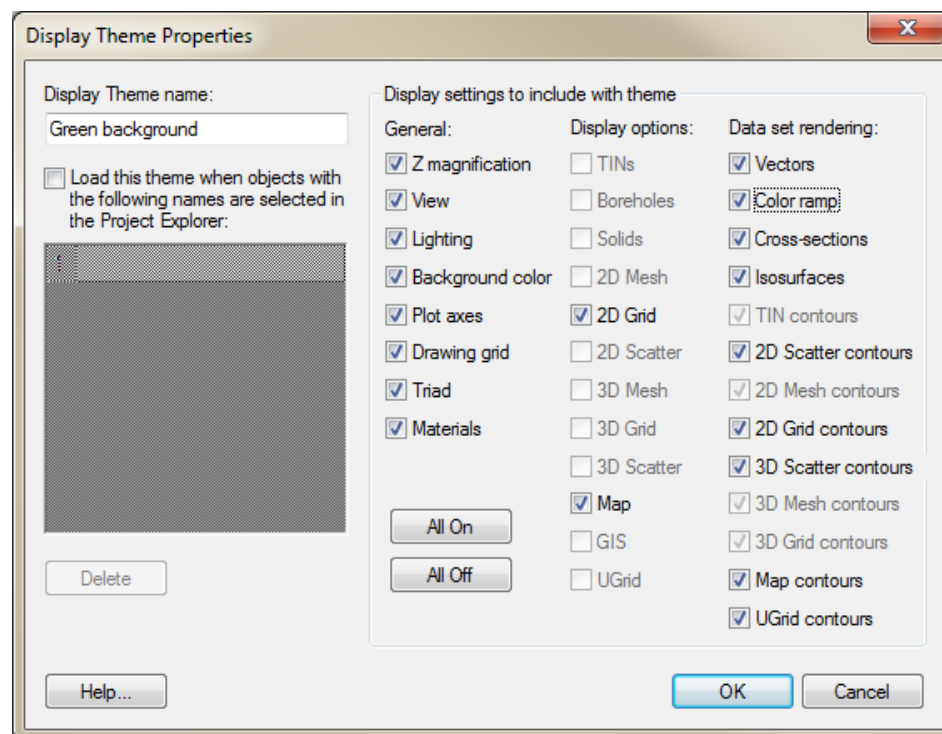 Display Theme Properties
Display Theme name:
Green background
Load this theme when objects with
the following names are selected in
the Project Explorer:
Delete
Help...
Display settings to include with theme
General:
Z magnification
View
Lighting
Background color
Plot axes
Drawing grid
Triad
Materials
All On
All Off
Display options:
TINs
Boreholes
Solids
2D Mesh
2D Grid
2D Scatter
3D Mesh
3D Grid
3D Scatter
Map
GIS
UGrid
Data set rendering:
Vectors
Color ramp
Cross-sections
Isosurfaces
TIN contours
2D Scatter contours
2D Mesh contours
2D Grid contours
3D Scatter contours
3D Mesh contours
3D Grid contours
Map contours
UGrid contours
OK
Cancel